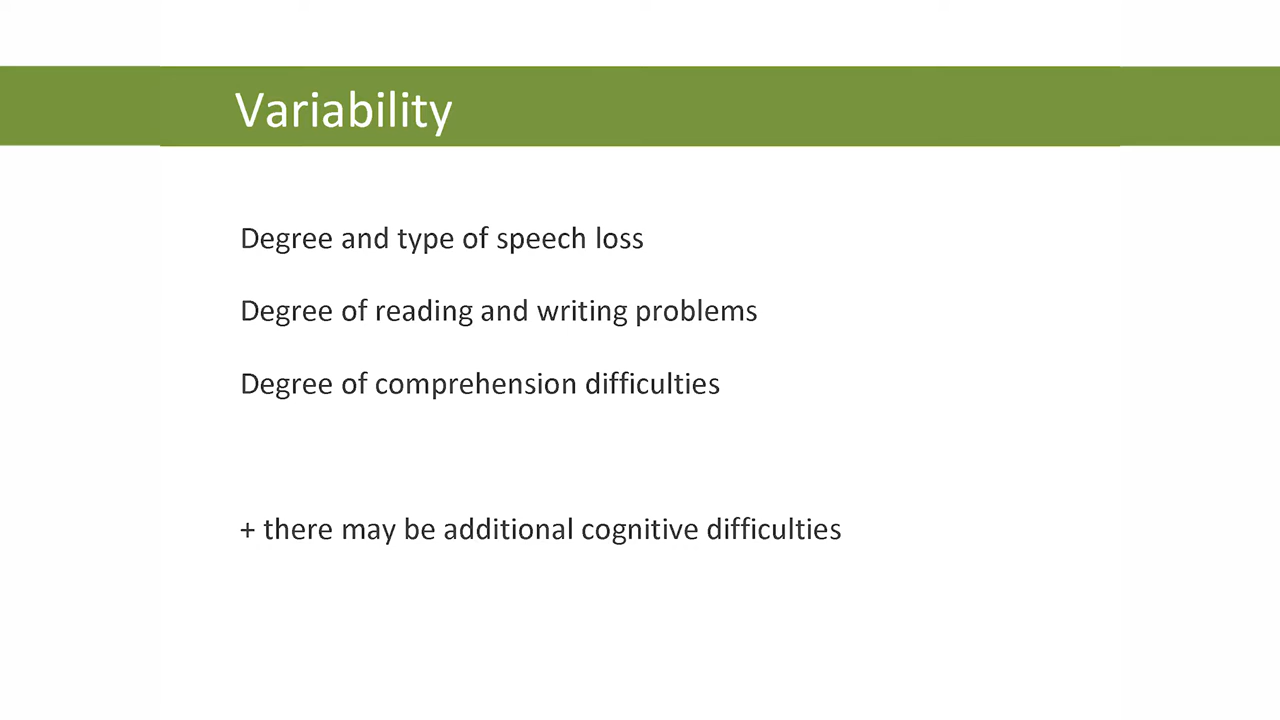 Variability
Degree and type of speech loss
Degree of reading and writing problems
Degree of comprehension difficulties
+ there may be additional cognitive difficulties